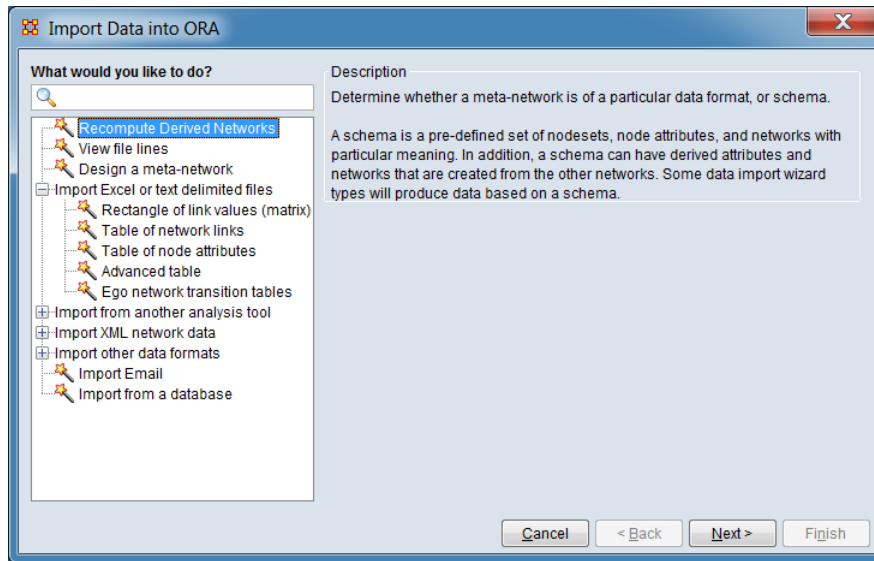 Import Data into ORA
What would you like to do?
Recompute Derived Networks
View file lines
Design a meta-network
Import Excel or text delimited files
Rectangle of link values (matrix)
Table of network links
Table of node attributes
Advanced table
Ego network transition tables
Import from another analysis tool
Import XML network data
Import other data formats
Import Email
Import from a database
Description
Determine whether a meta-network is of a particular data format, or schema.
A schema is a pre-defined set of nodesets, node attributes, and networks with
particular meaning. In addition, a schema can have derived attributes and
networks that are created from the other networks. Some data import wizard
types will produce data based on a schema.
Cancel < Back Next > Finish